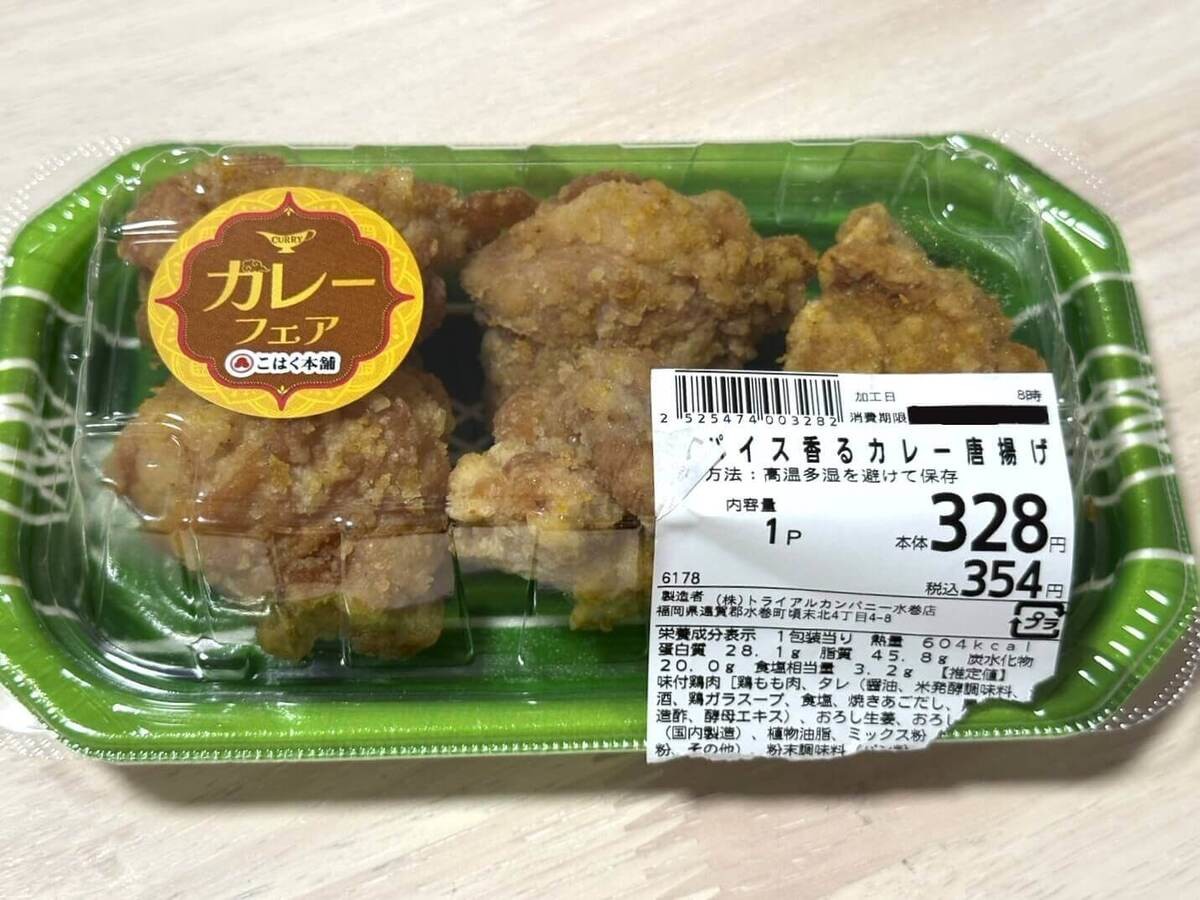 CURRY
カレー
フェア
こはく本舗
2 525474 003282
加工日 8時
消費期限
パイス香るカレー唐揚げ
方法：高温多湿を避けて保存
内容量
1P
本体328円
税込354円
6178
プラ
製造者 (株)トライアルカンパニー水巻店
福岡県遠賀郡水巻町頃末北4丁目4-8
栄養成分表示 1包装当り 熱量 604kcal
蛋白質 28.1g 脂質 45.8g 炭水化物
20.0g 食塩相当量 3.2g 【推定値】
味付鶏肉［鶏もも肉、タレ（醤油、米発酵調味料、
酒、鶏ガラスープ、食塩、焼きあごだし、
造酢、酵母エキス）、おろし生姜、おろし
（国内製造）、植物油脂、ミックス粉
粉、その他）、粉末調味料（パン粉